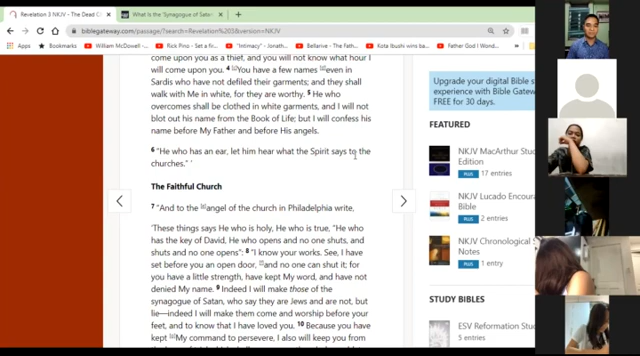 Revelation 3 NKJV - The Dead C
What Is the 'Synagogue of Satan
biblegateway.com/passage/?search=Revelation%203&version=NKJV
Apps
Bookmarks
William McDowell -
Rick Pino - Set a fi
"Intimacy" - Jonath
Bellarive - The Fath
Kota ibusih wins ba
Father God I Wond
come upon you as a thief, and you will not know what hour I
will come upon you. 4 You have a few names even in
Sardis who have not defiled their garments; and they shall
walk with Me in white, for they are worthy. 5 He who
overcomes shall be clothed in white garments, and I will not
blot out his name from the Book of Life; but I will confess his
name before My Father and before His angels.
6 "He who has an ear, let him hear what the Spirit says to the
churches." '
The Faithful Church
7 "And to the angel of the church in Philadelphia write,
'These things says He who is holy, He who is true, "He who
has the key of David, He who opens and no one shuts, and
shuts and no one opens": 8 "I know your works. See, I have
set before you an open door, and no one can shut it; for
you have a little strength, have kept My word, and have not
denied My name. 9 Indeed I will make those of the
synagogue of Satan, who say they are Jews and are not, but
lie—indeed I will make them come and worship before your
feet, and to know that I have loved you. 10 Because you have
kept My command to persevere, I also will keep you from
Upgrade your digital Bible s
experience with Bible Gatew
FREE for 30 days.
FEATURED
NKJV MacArthur Stu
Edition
PLUS 17 entries
NKJV Lucado Encoura
Bible
PLUS 2 entries
NKJV Chronological S
Notes
PLUS 1 entry
STUDY BIBLES
ESV Reformation Stu
5 entries